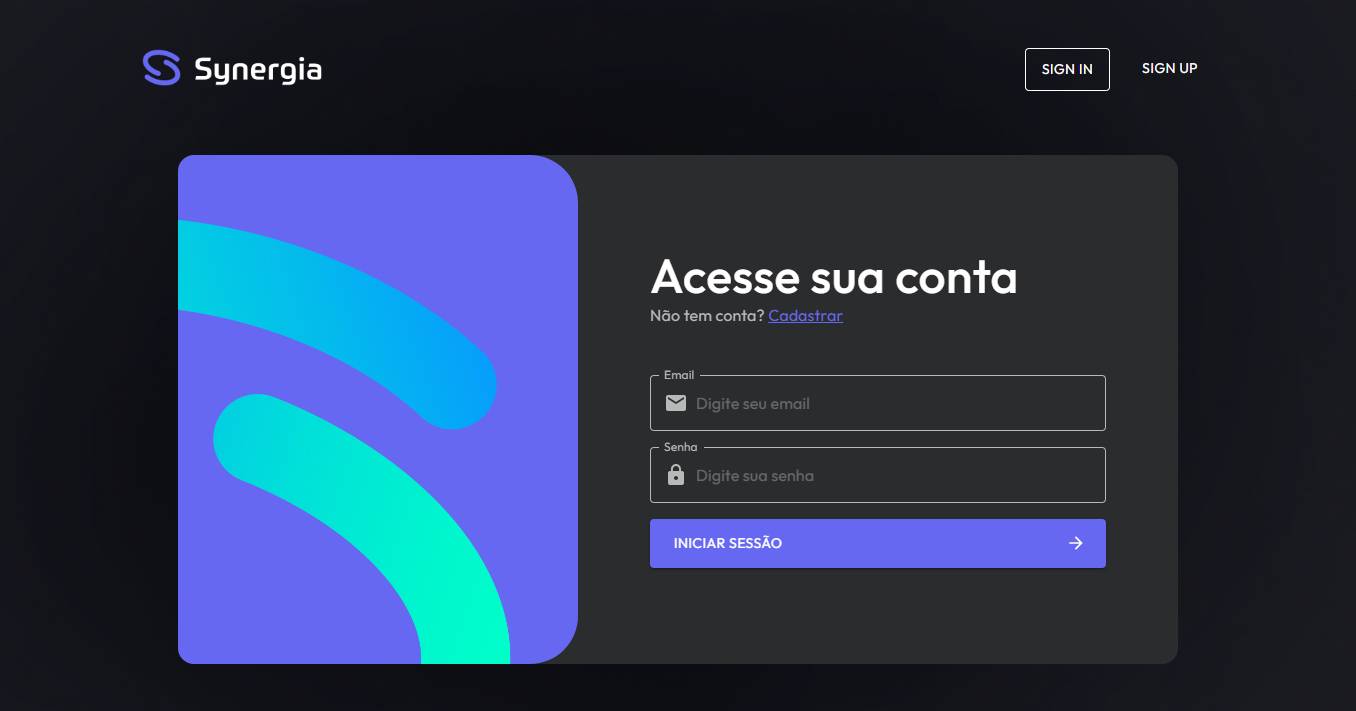 Synergia
SIGN IN
SIGN UP
Acesse sua conta
Não tem conta? Cadastrar
Email
Digite seu email
Senha
Digite sua senha
INICIAR SESSÃO